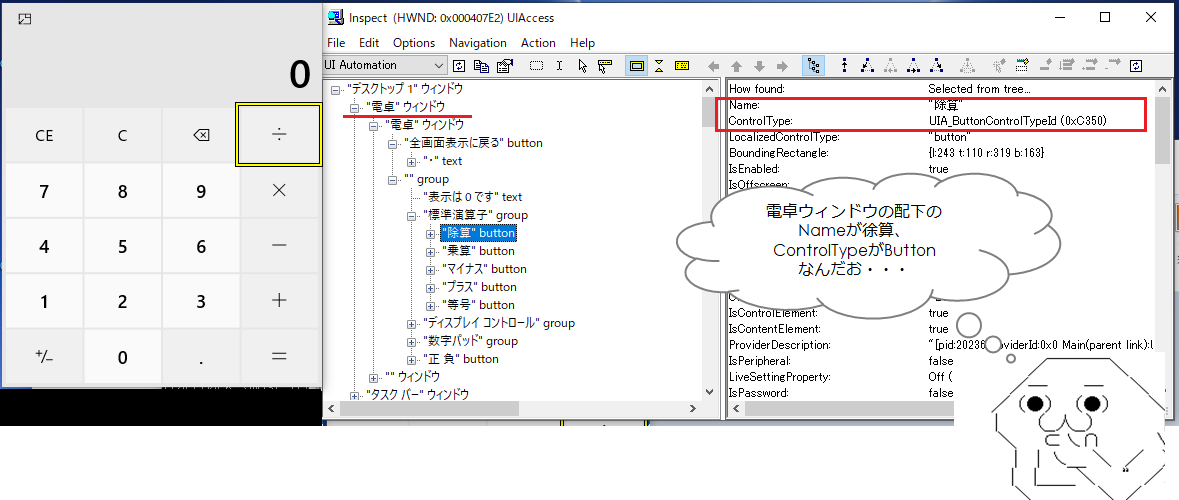 0
CE
C
⌫
÷
7
8
9
×
4
5
6
−
1
2
3
+
+/−
0
.
=
Inspect (HWND: 0x000407E2) UIAccess
File Edit Options Navigation Action Help
UI Automation
"デスクトップ 1" ウィンドウ
"電卓" ウィンドウ
"電卓" ウィンドウ
"全画面表示に戻る" button
"・" text
"" group
"表示は 0 です" text
"標準演算子" group
"除算" button
"乗算" button
"マイナス" button
"プラス" button
"等号" button
"ディスプレイ コントロール" group
"数字パッド" group
"正 負" button
"" ウィンドウ
"タスク バー" ウィンドウ
How found: Selected from tree...
Name: "除算"
ControlType: UIA_ButtonControlTypeId (0xC350)
LocalizedControlType: "button"
BoundingRectangle: {l:243 t:110 r:319 b:163}
IsEnabled: true
IsOffscreen:
電卓ウィンドウの配下の
Nameが徐算、
ControlTypeがButton
なんだお・・・
IsControlElement: true
IsContentElement: true
ProviderDescription: "[pid:20236 oviderId:0x0 Main(parent link):
IsPeripheral: false
LiveSettingProperty: Off (
IsPassword: false